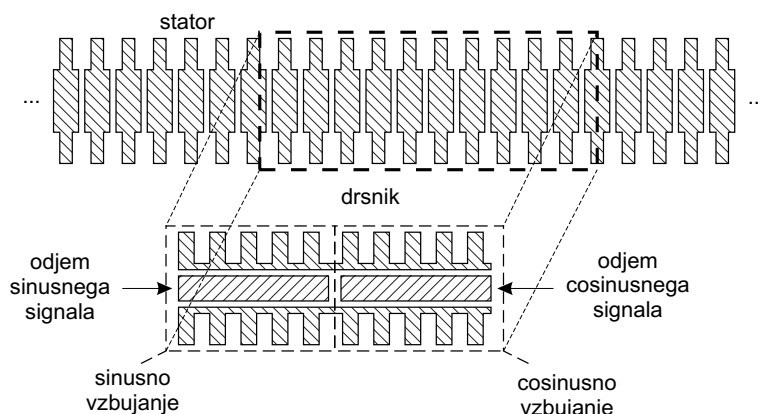 stator
...
..
drsnik
odjem
sinusnega
signala
odjem
cosinusnega
signala
sinusno
vzbujanje
cosinusno
vzbujanje